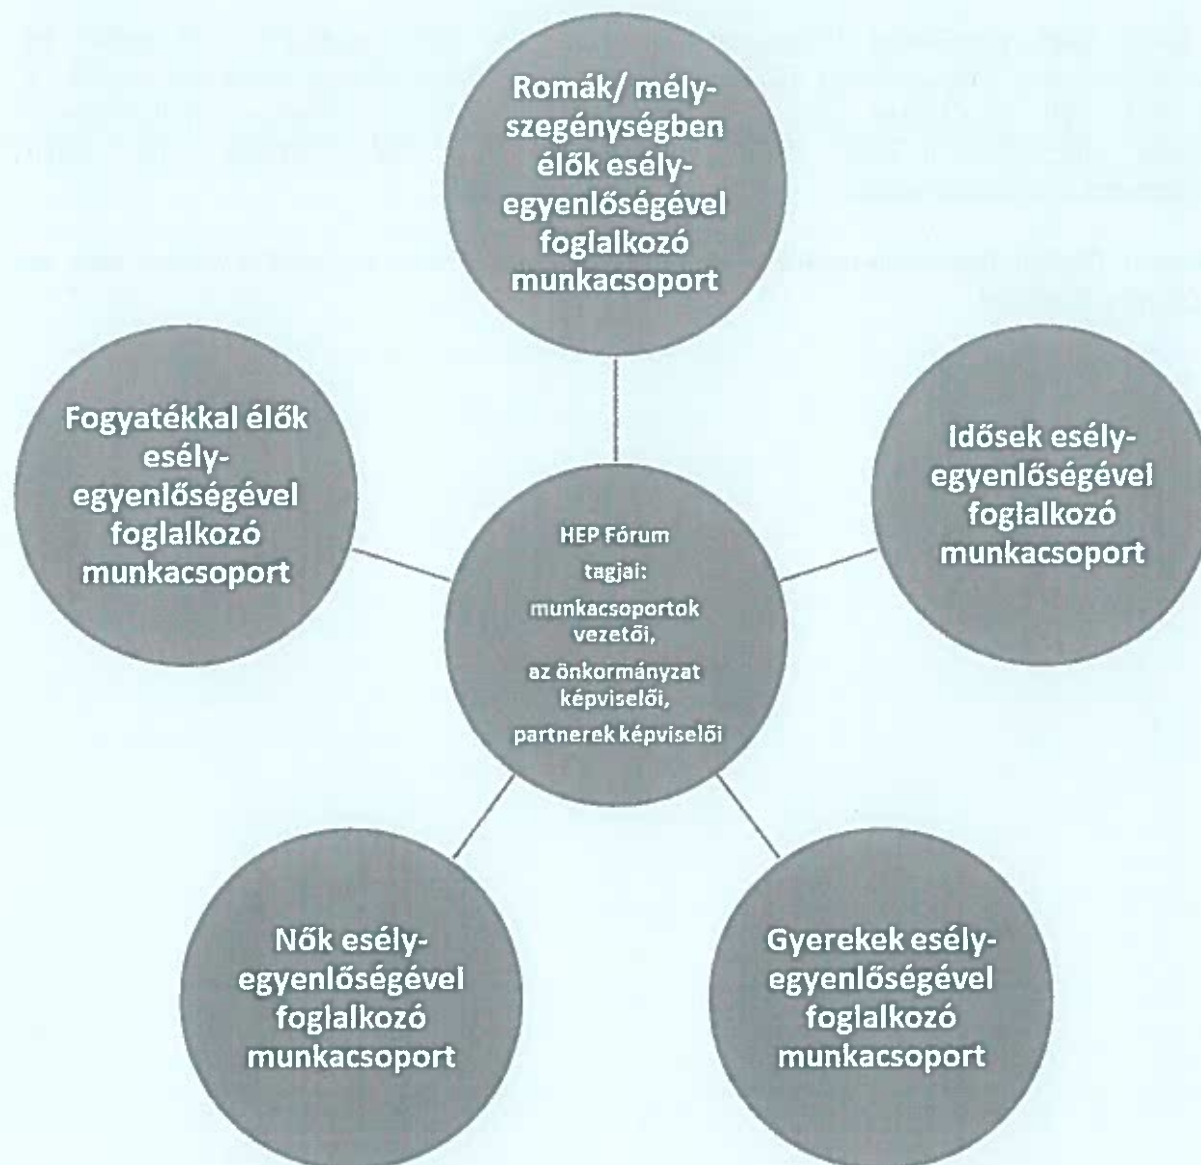 Romák/ mély-
szegénységben
élők esély-
egyenlőségével
foglalkozó
munkacsoport
Fogyatékkal élők
esély-
egyenlőségével
foglalkozó
munkacsoport
Idősek esély-
egyenlőségével
foglalkozó
munkacsoport
HEP Fórum
tagjai:
munkacsoportok
vezetői,
az önkormányzat
képviselői,
partnerek képviselői
Nők esély-
egyenlőségével
foglalkozó
munkacsoport
Gyerekek esély-
egyenlőségével
foglalkozó
munkacsoport